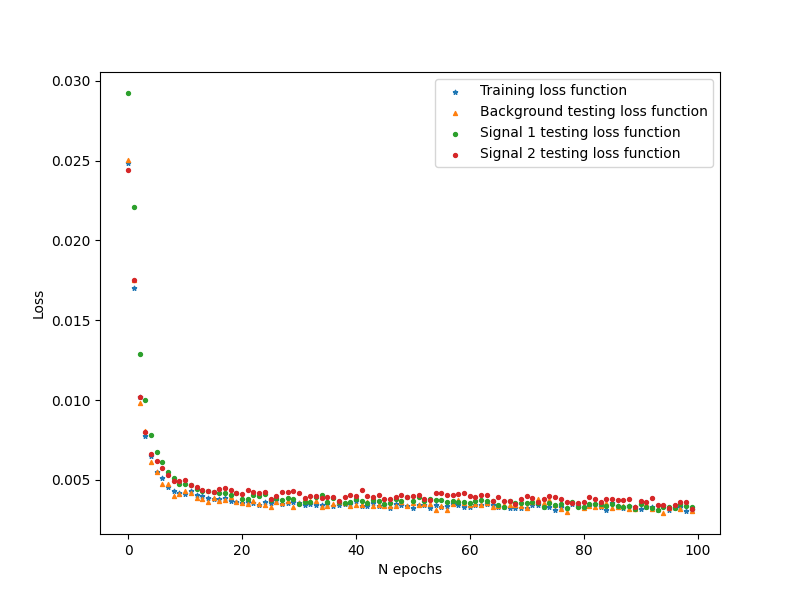 0.030
0.025
0.020
0.015
0.010
0.005
Loss
0
20
40
60
80
100
N epochs
Training loss function
Background testing loss function
Signal 1 testing loss function
Signal 2 testing loss function